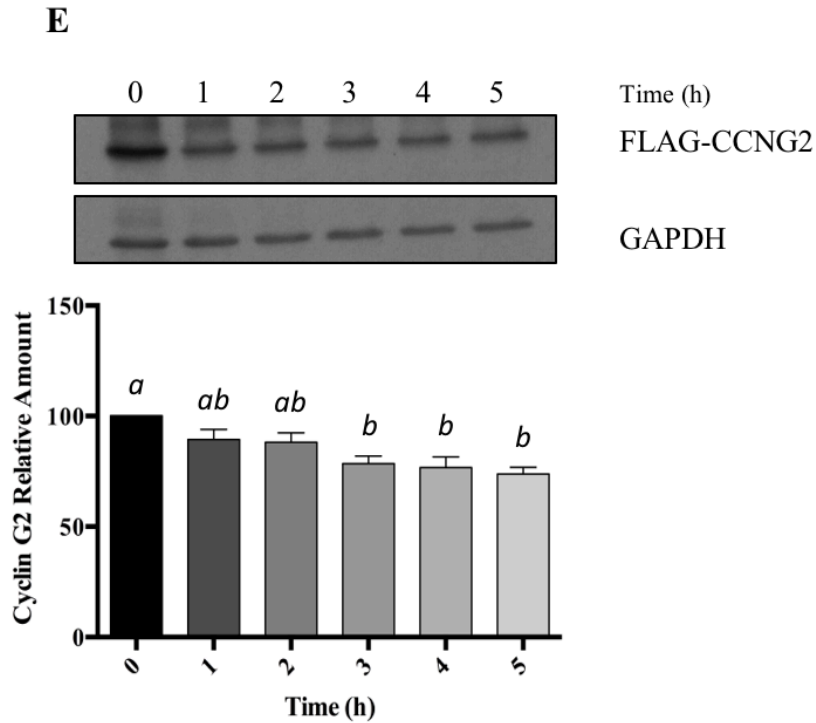 E
0 1 2 3 4 5 Time (h)
FLAG-CCNG2
GAPDH
150
100
50
0
Cyclin G2 Relative Amount
a ab ab b b b
0 1 2 3 4 5
Time (h)